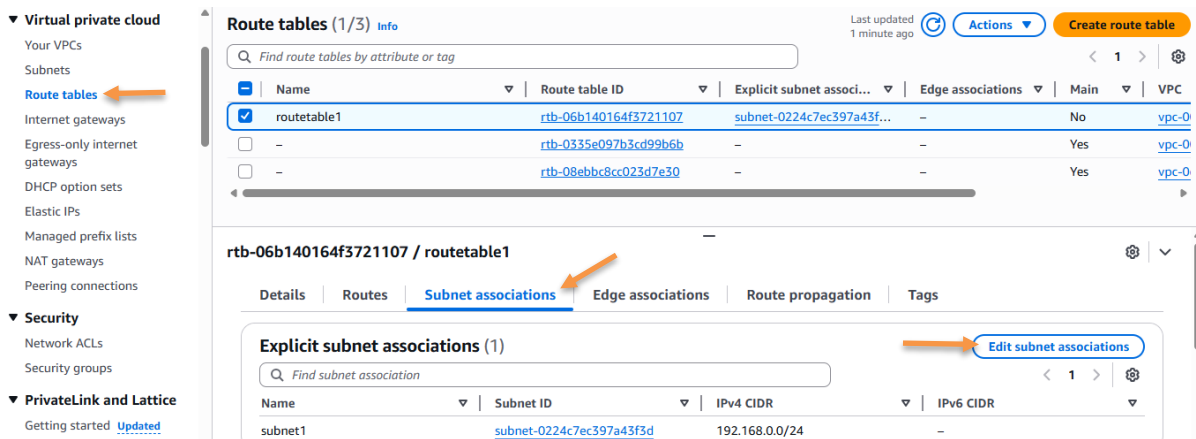 Virtual private cloud
Your VPCs
Subnets
Route tables
Internet gateways
Egress-only internet
gateways
DHCP option sets
Elastic IPs
Managed prefix lists
NAT gateways
Peering connections
Security
Network ACLs
Security groups
PrivateLink and Lattice
Getting started Updated
Route tables (1/3) Info
Last updated
1 minute ago
Actions
Create route table
Find route tables by attribute or tag
1
Name Route table ID Explicit subnet associ... Edge associations Main VPC
routetable1 rtb-06b140164f3721107 subnet-0224c7ec397a43f... – No vpc-0
– rtb-0335e097b3cd99b6b – – Yes vpc-0
– rtb-08ebbc8cc023d7e30 – – Yes vpc-0
rtb-06b140164f3721107 / routetable1
Details Routes Subnet associations Edge associations Route propagation Tags
Explicit subnet associations (1)
Edit subnet associations
Find subnet association
1
Name Subnet ID IPv4 CIDR IPv6 CIDR
subnet1 subnet-0224c7ec397a43f3d 192.168.0.0/24 –